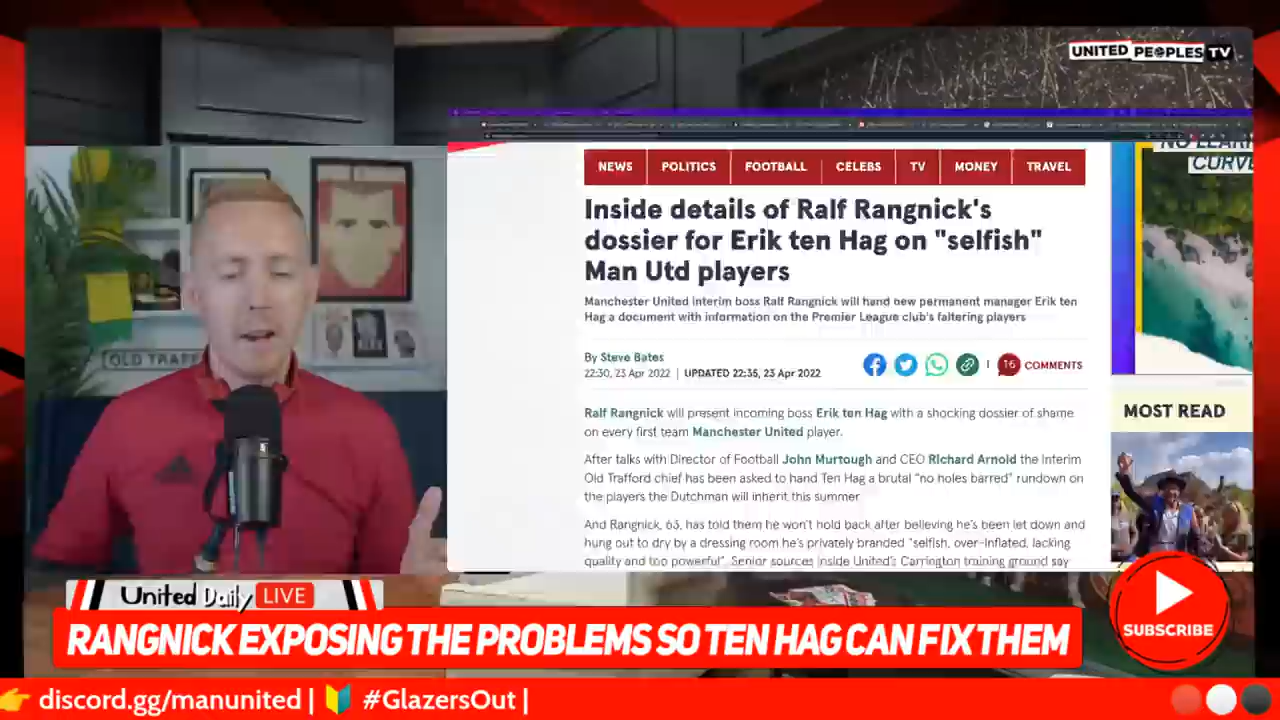 UNITED PEOPLES TV
NO LEARN
CURVE
NEWS
POLITICS
FOOTBALL
CELEBS
TV
MONEY
TRAVEL
Inside details of Ralf Rangnick's
dossier for Erik ten Hag on "selfish"
Man Utd players
Manchester United interim boss Ralf Rangnick will hand new permanent manager Erik ten
Hag a document with information on the Premier League club's faltering players
By Steve Bates
22:30, 23 Apr 2022 | UPDATED 22:35, 23 Apr 2022
16 COMMENTS
Ralf Rangnick will present incoming boss Erik ten Hag with a shocking dossier of shame
on every first team Manchester United player.
After talks with Director of Football John Murtough and CEO Richard Arnold the Interim
Old Trafford chief has been asked to hand Ten Hag a brutal "no holes barred" rundown on
the players the Dutchman will inherit this summer
And Rangnick, 63, has told them he won't hold back after believing he's been let down and
hung out to dry by a dressing room he's privately branded "selfish, over-inflated, lacking
quality and too powerful". Senior sources inside United's Carrington training ground say
MOST READ
OLD TRAFF
United Daily LIVE
RANGNICK EXPOSING THE PROBLEMS SO TEN HAG CAN FIX THEM
SUBSCRIBE
discord.gg/manunited | #GlazersOut |